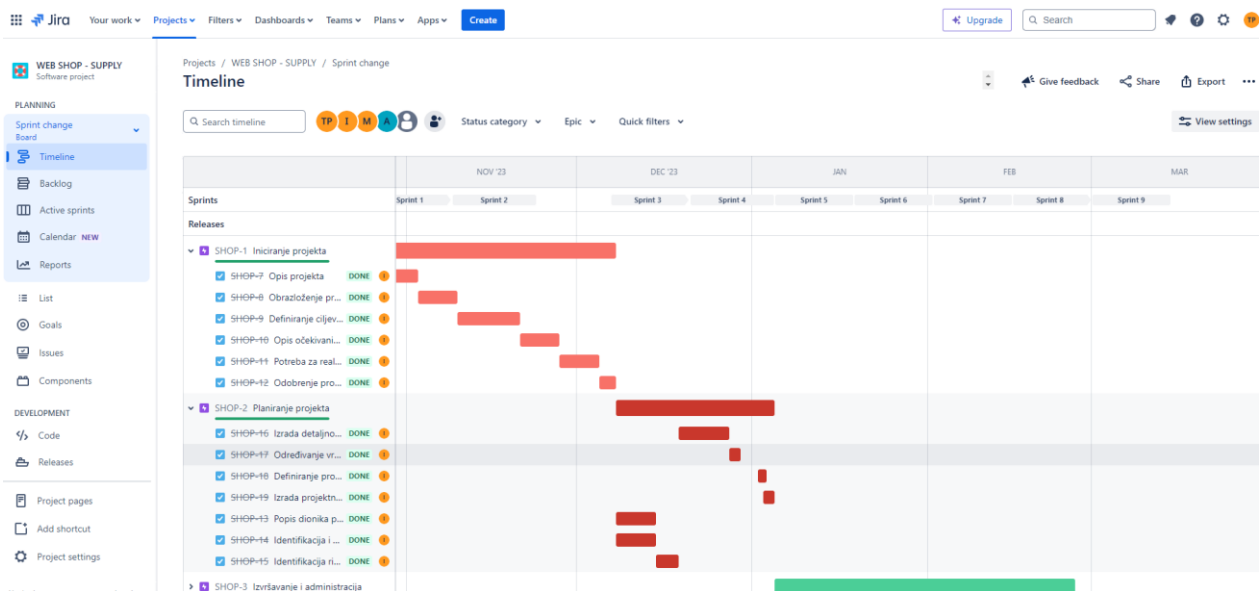 Jira Your work Projects Filters Dashboards Teams Plans Apps Create Upgrade Search TP
WEB SHOP - SUPPLY
Software project
PLANNING
Sprint change
Board
Timeline
Backlog
Active sprints
Calendar NEW
Reports
List
Goals
Issues
Components
DEVELOPMENT
Code
Releases
Project pages
Add shortcut
Project settings
Projects / WEB SHOP - SUPPLY / Sprint change
Timeline
Give feedback Share Export
Search timeline TP I M A Status category Epic Quick filters View settings
NOV '23 DEC '23 JAN FEB MAR
Sprints Sprint 1 Sprint 2 Sprint 3 Sprint 4 Sprint 5 Sprint 6 Sprint 7 Sprint 8 Sprint 9
Releases
SHOP-1 Iniciranje projekta
SHOP-7 Opis projekta DONE I
SHOP-8 Obrazloženje pr... DONE I
SHOP-9 Definiranje ciljev... DONE I
SHOP-10 Opis očekivani... DONE I
SHOP-11 Potreba za real... DONE I
SHOP-12 Odobrenje pro... DONE I
SHOP-2 Planiranje projekta
SHOP-16 Izrada detaljno... DONE I
SHOP-17 Određivanje vr... DONE I
SHOP-18 Definiranje pro... DONE I
SHOP-19 Izrada projektn... DONE I
SHOP-13 Popis dionika p... DONE I
SHOP-14 Identifikacija i ... DONE I
SHOP-15 Identifikacija ri... DONE I
SHOP-3 Izvršavanje i administracija